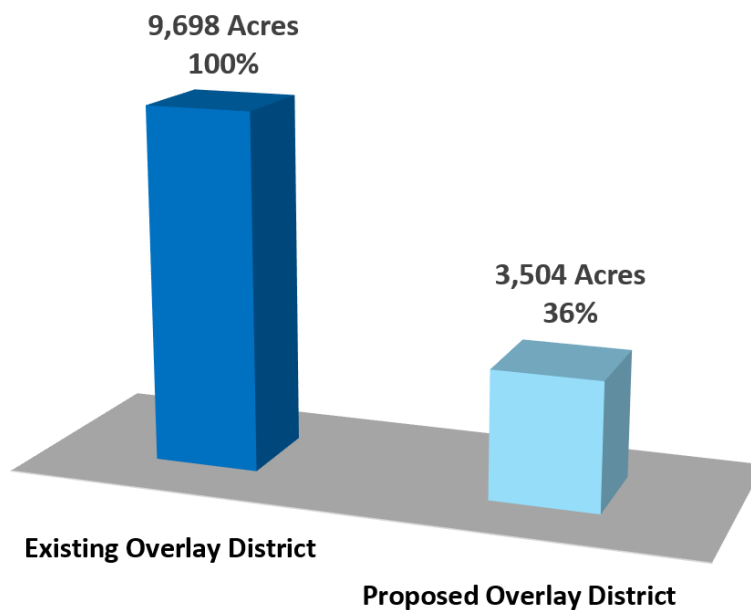 9,698 Acres
100%
3,504 Acres
36%
Existing Overlay District
Proposed Overlay District